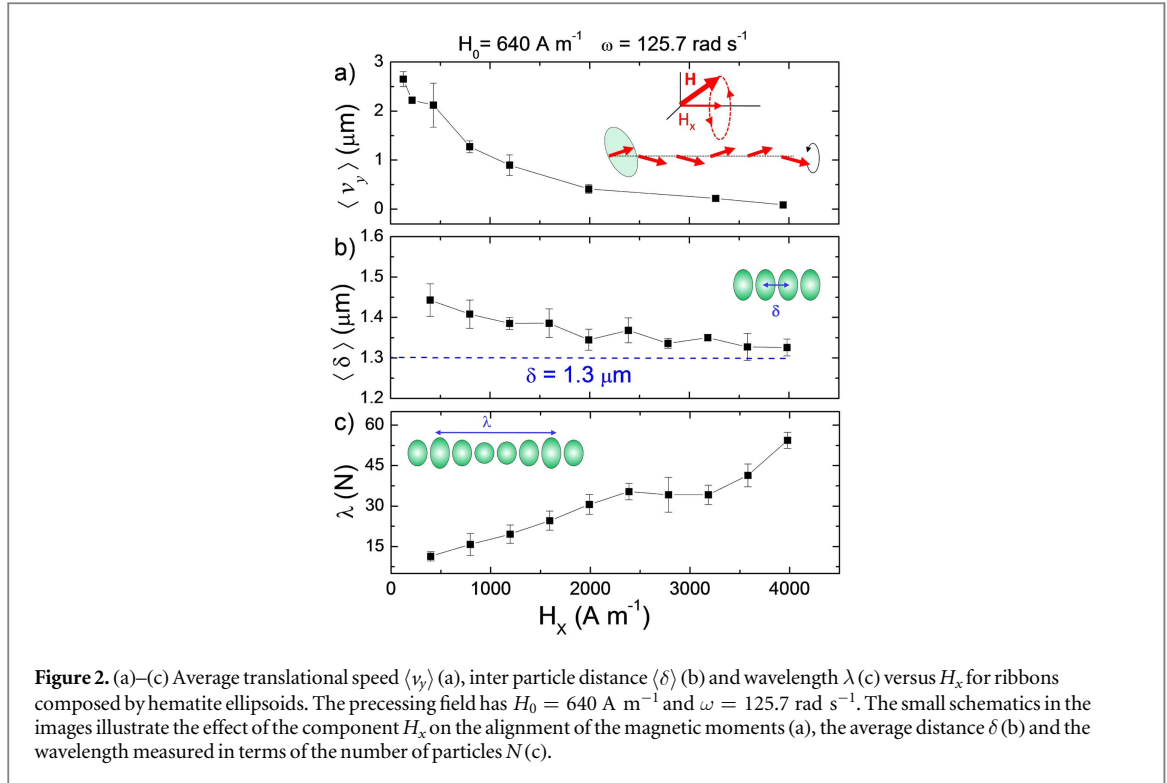 H₀= 640 A m⁻¹ ω = 125.7 rad s⁻¹
a)
3
2
1
0
⟨ v_y ⟩ (μm)
H
Hₓ
b)
1.6
1.5
1.4
1.3
1.2
⟨ δ ⟩ (μm)
δ
δ = 1.3 μm
c)
60
45
30
15
λ (N)
λ
0 1000 2000 3000 4000
Hₓ (A m⁻¹)
Figure 2. (a)–(c) Average translational speed ⟨v_y⟩ (a), inter particle distance ⟨δ⟩ (b) and wavelength λ (c) versus Hₓ for ribbons
composed by hematite ellipsoids. The precessing field has H₀ = 640 A m⁻¹ and ω = 125.7 rad s⁻¹. The small schematics in the
images illustrate the effect of the component Hₓ on the alignment of the magnetic moments (a), the average distance δ (b) and the
wavelength measured in terms of the number of particles N (c).